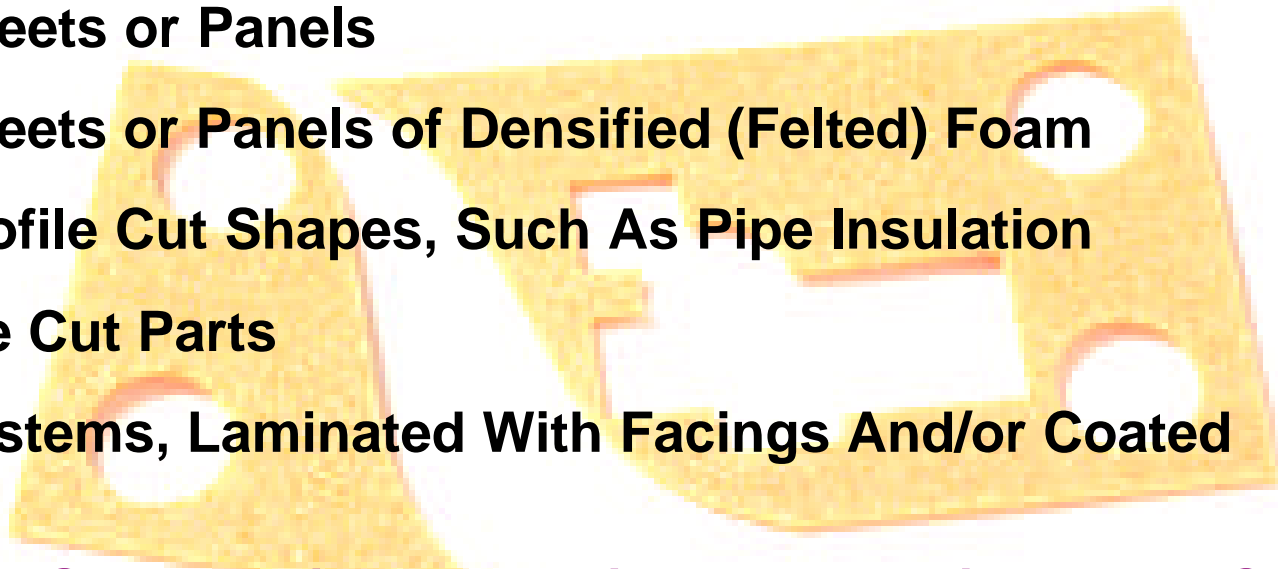 eets or Panels
eets or Panels of Densified (Felted) Foam
ofile Cut Shapes, Such As Pipe Insulation
e Cut Parts
stems, Laminated With Facings And/or Coated